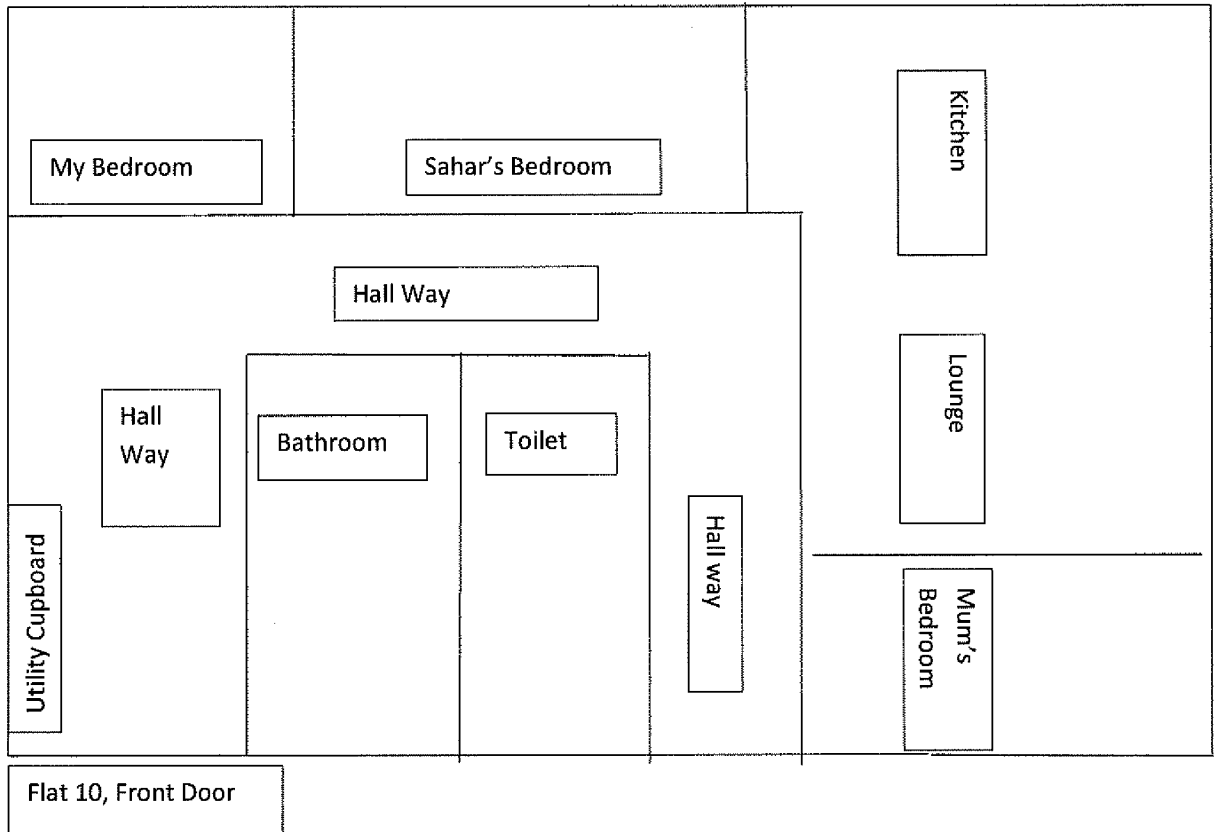 My Bedroom
Sahar's Bedroom
Kitchen
Hall Way
Lounge
Hall
Way
Bathroom
Toilet
Hall way
Utility Cupboard
Mum's
Bedroom
Flat 10, Front Door